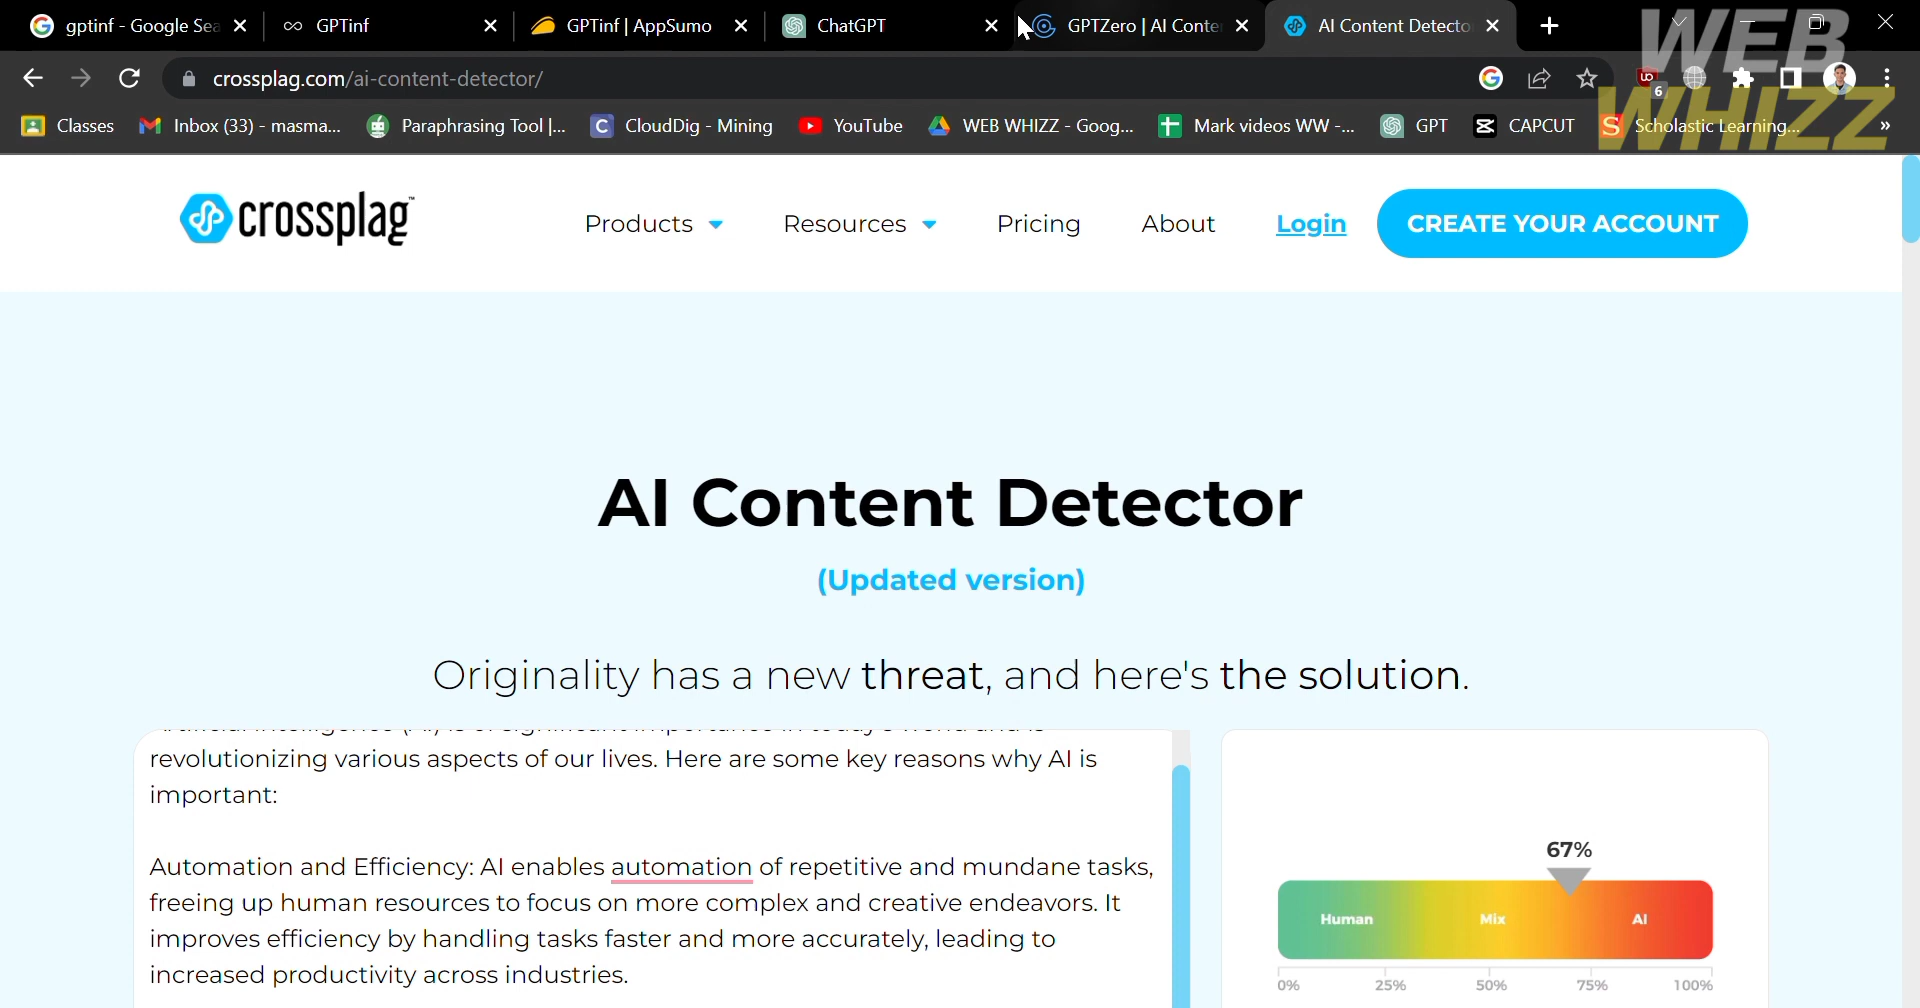 gptinf - Google Sea
GPTinf
GPTinf | AppSumo
ChatGPT
GPTZero | AI Conte
AI Content Detecto
WEB
WHIZZ
crossplag.com/ai-content-detector/
6
Classes
Inbox (33) - masma...
Paraphrasing Tool |...
CloudDig - Mining
YouTube
WEB WHIZZ - Goog...
Mark videos WW -...
GPT
CAPCUT
Scholastic Learning...
»
crossplag™
Products
Resources
Pricing
About
Login
CREATE YOUR ACCOUNT
AI Content Detector
(Updated version)
Originality has a new threat, and here's the solution.
revolutionizing various aspects of our lives. Here are some key reasons why AI is
important:
Automation and Efficiency: AI enables automation of repetitive and mundane tasks,
freeing up human resources to focus on more complex and creative endeavors. It
improves efficiency by handling tasks faster and more accurately, leading to
increased productivity across industries.
67%
Human
Mix
AI
0%
25%
50%
75%
100%